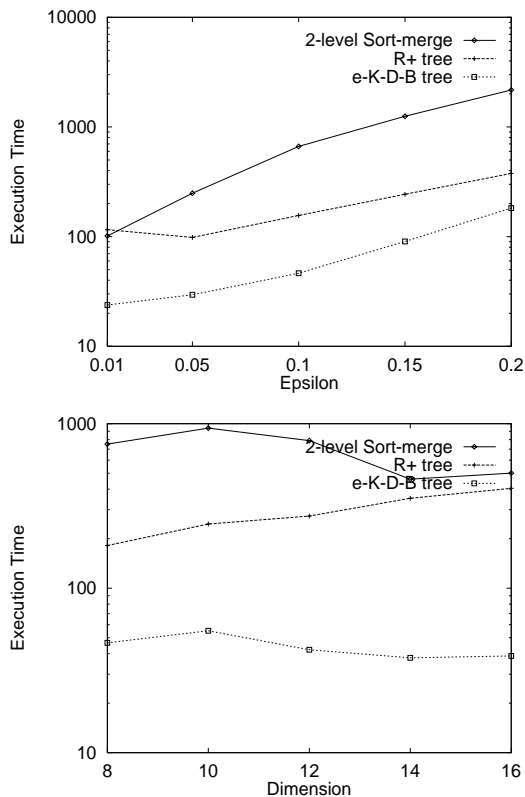 10000
1000
100
10
Execution Time
2-level Sort-merge
R+ tree
e-K-D-B tree
0.01 0.05 0.1 0.15 0.2
Epsilon
1000
100
10
Execution Time
2-level Sort-merge
R+ tree
e-K-D-B tree
8 10 12 14 16
Dimension